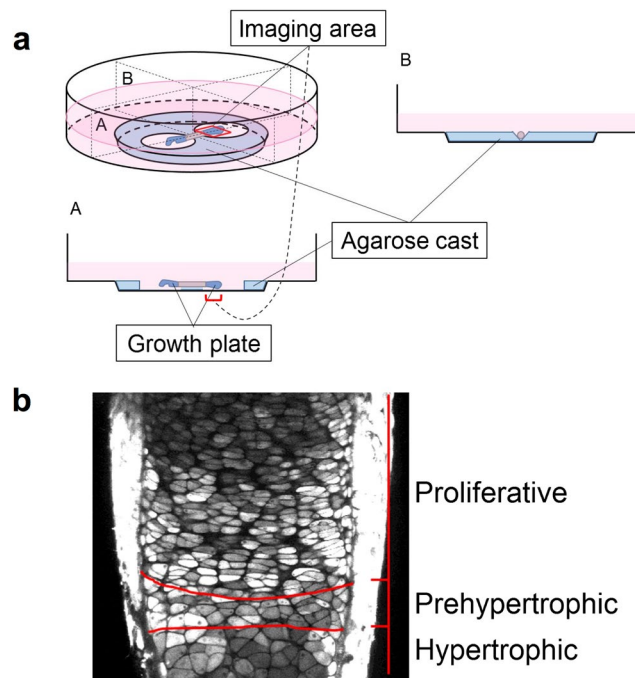 a
Imaging area
B
B
A
A
Agarose cast
Growth plate
b
Proliferative
Prehypertrophic
Hypertrophic